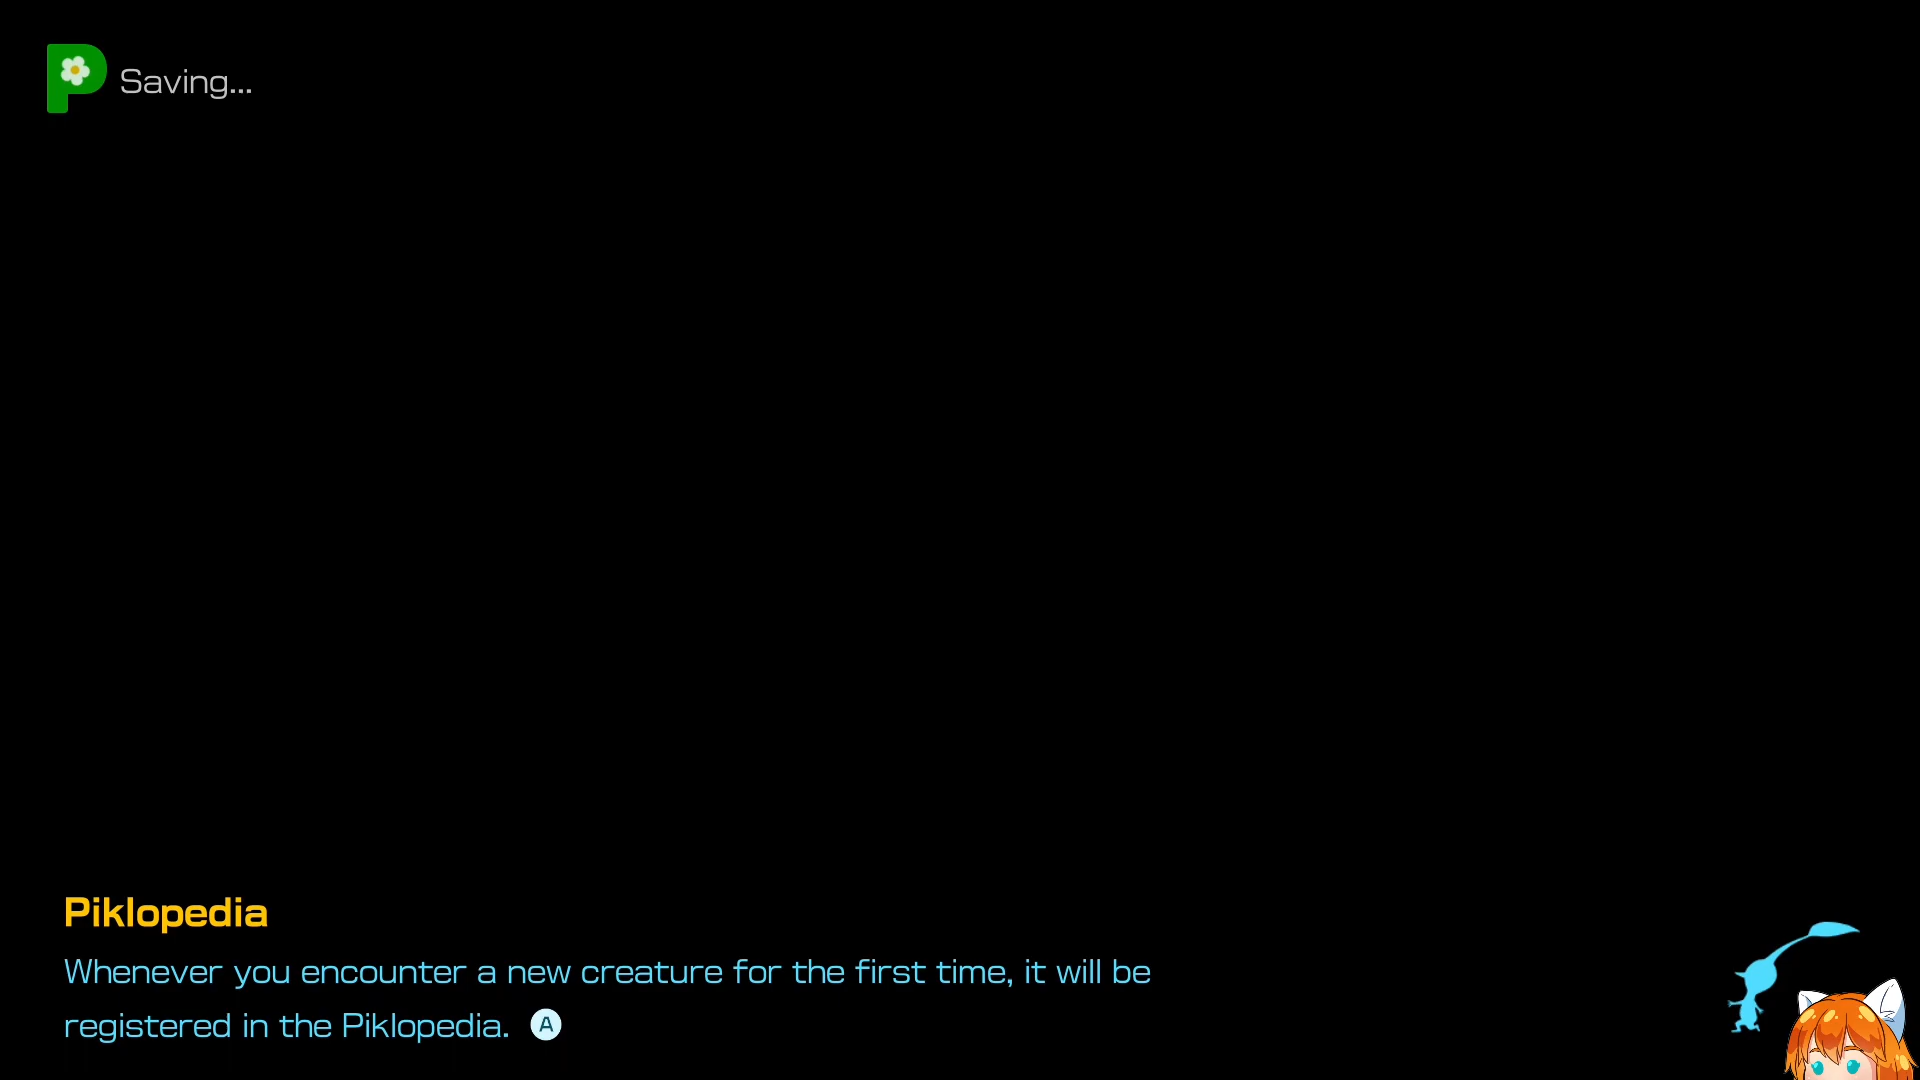 P Saving...
Piklopedia
Whenever you encounter a new creature for the first time, it will be
registered in the Piklopedia. A